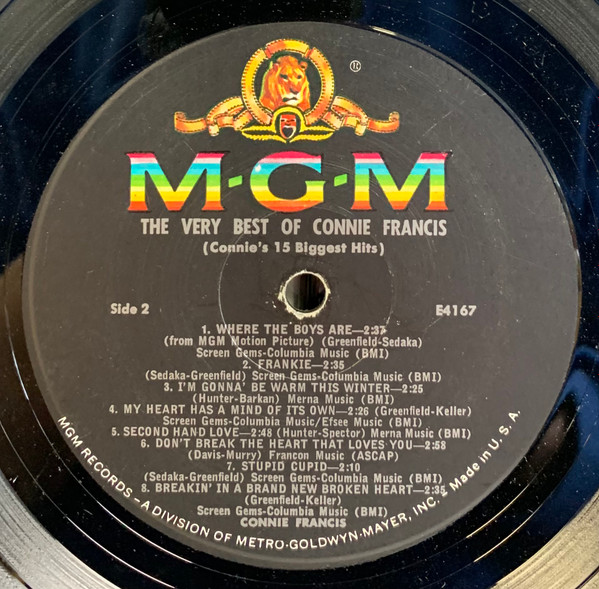 ®
M·G·M
THE VERY BEST OF CONNIE FRANCIS
(Connie's 15 Biggest Hits)
Side 2 E4167
1. WHERE THE BOYS ARE—2:37
(from MGM Motion Picture) (Greenfield-Sedaka)
Screen Gems-Columbia Music (BMI)
2. FRANKIE—2:35
(Sedaka-Greenfield) Screen Gems-Columbia Music (BMI)
3. I'M GONNA' BE WARM THIS WINTER—2:25
(Hunter-Barkan) Merna Music (BMI)
4. MY HEART HAS A MIND OF ITS OWN—2:26 (Greenfield-Keller)
Screen Gems-Columbia Music/Efsee Music (BMI)
5. SECOND HAND LOVE—2:48 (Hunter-Spector) Merna Music (BMI)
6. DON'T BREAK THE HEART THAT LOVES YOU—2:58
(Davis-Murry) Francon Music (ASCAP)
7. STUPID CUPID—2:10
(Sedaka-Greenfield) Screen Gems-Columbia Music (BMI)
8. BREAKIN' IN A BRAND NEW BROKEN HEART—2:35
(Greenfield-Keller)
Screen Gems-Columbia Music (BMI)
CONNIE FRANCIS
MGM RECORDS – A DIVISION OF METRO-GOLDWYN-MAYER, INC. Made in U.S.A.